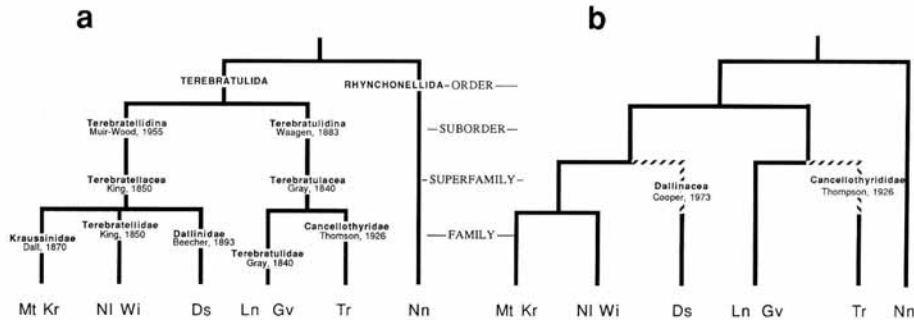 a
b
TEREBRATULIDA
RHYNCHONELLIDA
ORDER
Terebratellidina
Muir-Wood, 1955
Terebratulidina
Waagen, 1883
SUBORDER
Terebratellacea
King, 1850
Terebratulacea
Gray, 1840
SUPERFAMILY
Dallinacea
Cooper, 1973
Cancellothyrididae
Thompson, 1926
Kraussinidae
Dall, 1870
Terebratellidae
King, 1850
Dallinidae
Beecher, 1893
Terebratulidae
Gray, 1840
Cancellothyridae
Thomson, 1926
FAMILY
Mt Kr Nl Wi Ds Ln Gv Tr Nn
Mt Kr Nl Wi Ds Ln Gv Tr Nn